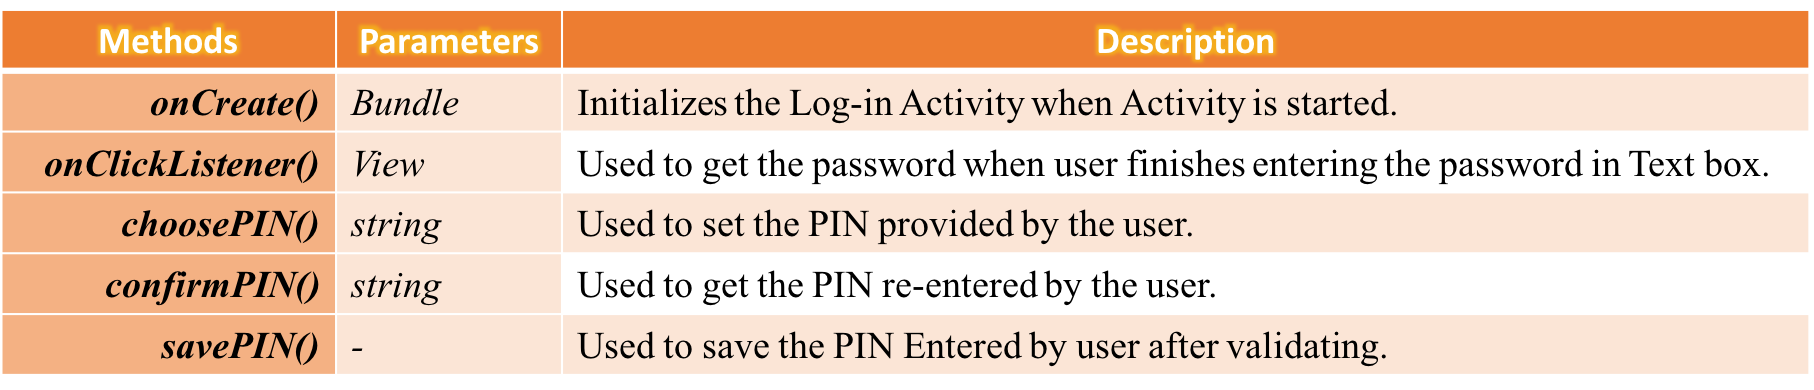 Methods Parameters Description
onCreate() Bundle Initializes the Log-in Activity when Activity is started.
onClickListener() View Used to get the password when user finishes entering the password in Text box.
choosePIN() string Used to set the PIN provided by the user.
confirmPIN() string Used to get the PIN re-entered by the user.
savePIN() - Used to save the PIN Entered by user after validating.